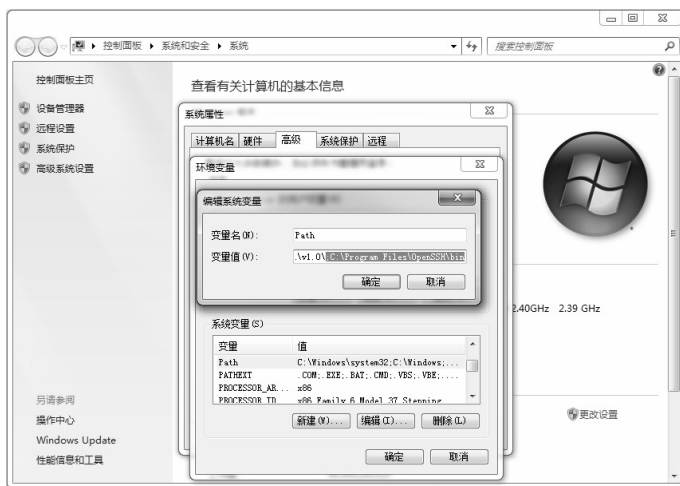 控制面板 ▸ 系统和安全 ▸ 系统
搜索控制面板
控制面板主页
设备管理器
远程设置
系统保护
高级系统设置
另请参阅
操作中心
Windows Update
性能信息和工具
查看有关计算机的基本信息
2.40GHz 2.39 GHz
更改设置
系统属性
计算机名 硬件 高级 系统保护 远程
环境变量
编辑系统变量
变量名(N): Path
变量值(V): .\v1.0\;C:\Program Files\OpenSSH\bin
确定 取消
系统变量(S)
变量 值
Path C:\Windows\system32;C:\Windows;...
PATHEXT .COM;.EXE;.BAT;.CMD;.VBS;.VBE;....
PROCESSOR_AR... x86
PROCESSOR_ID x86 Family 6 Model 37 Stepping
新建(W)... 编辑(I)... 删除(L)
确定 取消